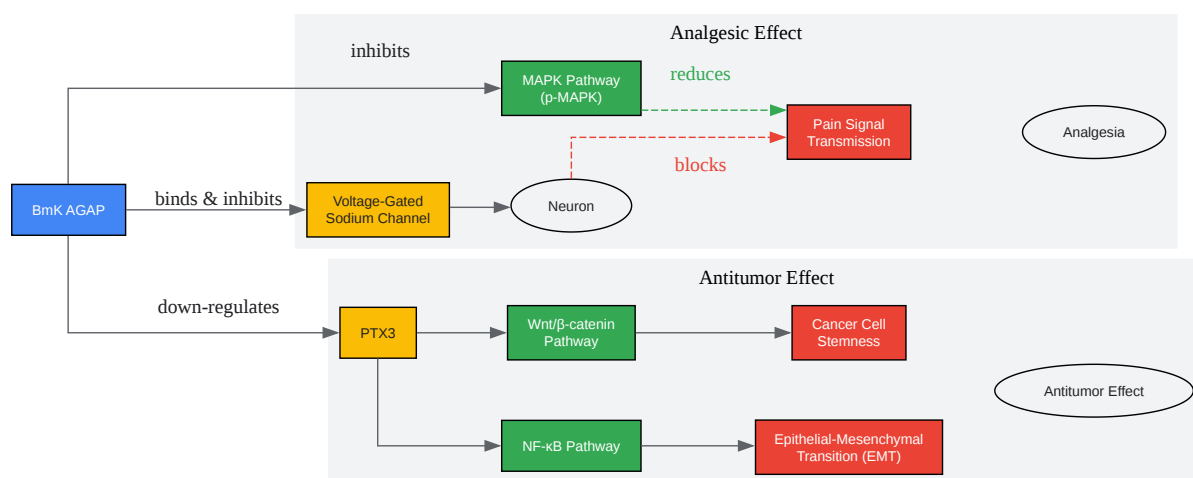 Analgesic Effect
inhibits
MAPK Pathway
(p-MAPK)
reduces
Pain Signal
Transmission
Analgesia
blocks
BmK AGAP
binds & inhibits
Voltage-Gated
Sodium Channel
Neuron
Antitumor Effect
down-regulates
PTX3
Wnt/β-catenin
Pathway
Cancer Cell
Stemness
Antitumor Effect
NF-κB Pathway
Epithelial-Mesenchymal
Transition (EMT)